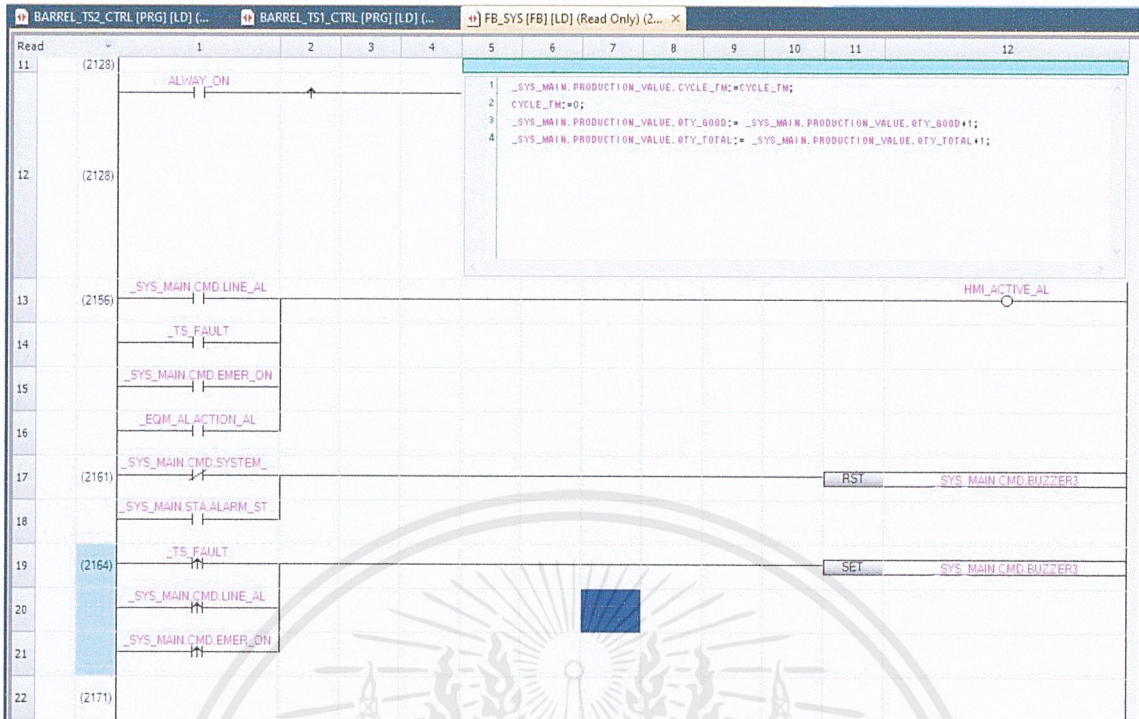 BARREL_TS2_CTRL [PRG] [LD] (... BARREL_TS1_CTRL [PRG] [LD] (... FB_SYS [FB] [LD] (Read Only) (2... ×
Read 1 2 3 4 5 6 7 8 9 10 11 12
11 (2128)
ALWAY_ON
1 _SYS_MAIN.PRODUCTION_VALUE.CYCLE_TM:=CYCLE_TM;
2 CYCLE_TM:=0;
3 _SYS_MAIN.PRODUCTION_VALUE.QTY_GOOD:= _SYS_MAIN.PRODUCTION_VALUE.QTY_GOOD+1;
4 _SYS_MAIN.PRODUCTION_VALUE.QTY_TOTAL:= _SYS_MAIN.PRODUCTION_VALUE.QTY_TOTAL+1;
12 (2128)
_SYS_MAIN.CMD.LINE_AL HMI_ACTIVE_AL
13 (2156)
_TS_FAULT
14
_SYS_MAIN.CMD.EMER_ON
15
_EQM_AL.ACTION_AL
16
_SYS_MAIN.CMD.SYSTEM_
17 (2161) RST _SYS_MAIN.CMD.BUZZER3
_SYS_MAIN.STA.ALARM_ST...
18
_TS_FAULT
19 (2164) SET _SYS_MAIN.CMD.BUZZER3
_SYS_MAIN.CMD.LINE_AL
20
_SYS_MAIN.CMD.EMER_ON
21
22 (2171)